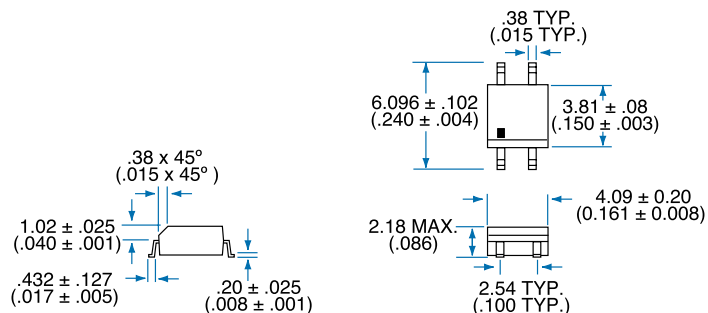 .38 TYP.
(.015 TYP.)
6.096 ± .102
(.240 ± .004)
3.81 ± .08
(.150 ± .003)
.38 x 45º
(.015 x 45º )
1.02 ± .025
(.040 ± .001)
.432 ± .127
(.017 ± .005)
.20 ± .025
(.008 ± .001)
4.09 ± 0.20
(0.161 ± 0.008)
2.18 MAX.
(.086)
2.54 TYP.
(.100 TYP.)